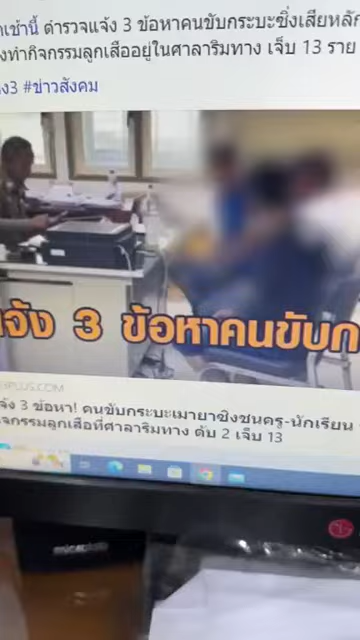 เช้านี้ ตำรวจแจ้ง 3 ข้อหาคนขับกระบะซิ่งเสียหลัก
ทำกิจกรรมลูกเสืออยู่ในศาลาริมทาง เจ็บ 13 ราย
3 #ข่าวสังคม
แจ้ง 3 ข้อหาคนขับก
PLUS.COM
แจ้ง 3 ข้อหา! คนขับกระบะเมายาซิ่งชนครู-นักเรียน
กิจกรรมลูกเสือที่ศาลาริมทาง ดับ 2 เจ็บ 13
LG